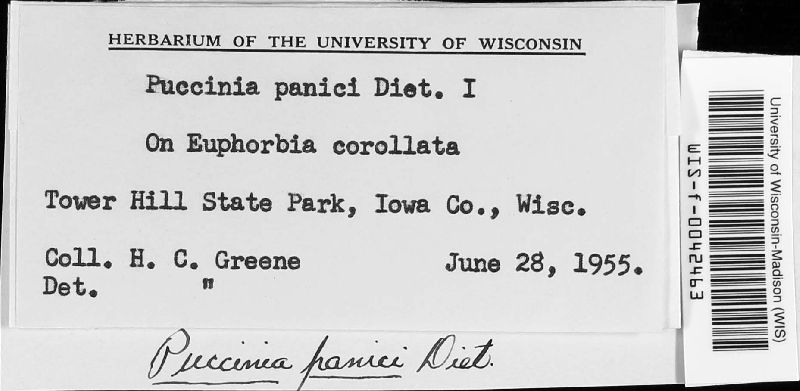 HERBARIUM OF THE UNIVERSITY OF WISCONSIN
Puccinia panici Diet. I
On Euphorbia corollata
Tower Hill State Park, Iowa Co., Wisc.
Coll. H. C. Greene June 28, 1955.
Det. "
Puccinia panici Diet.
University of Wisconsin-Madison (WIS)
WIS-f-0042493